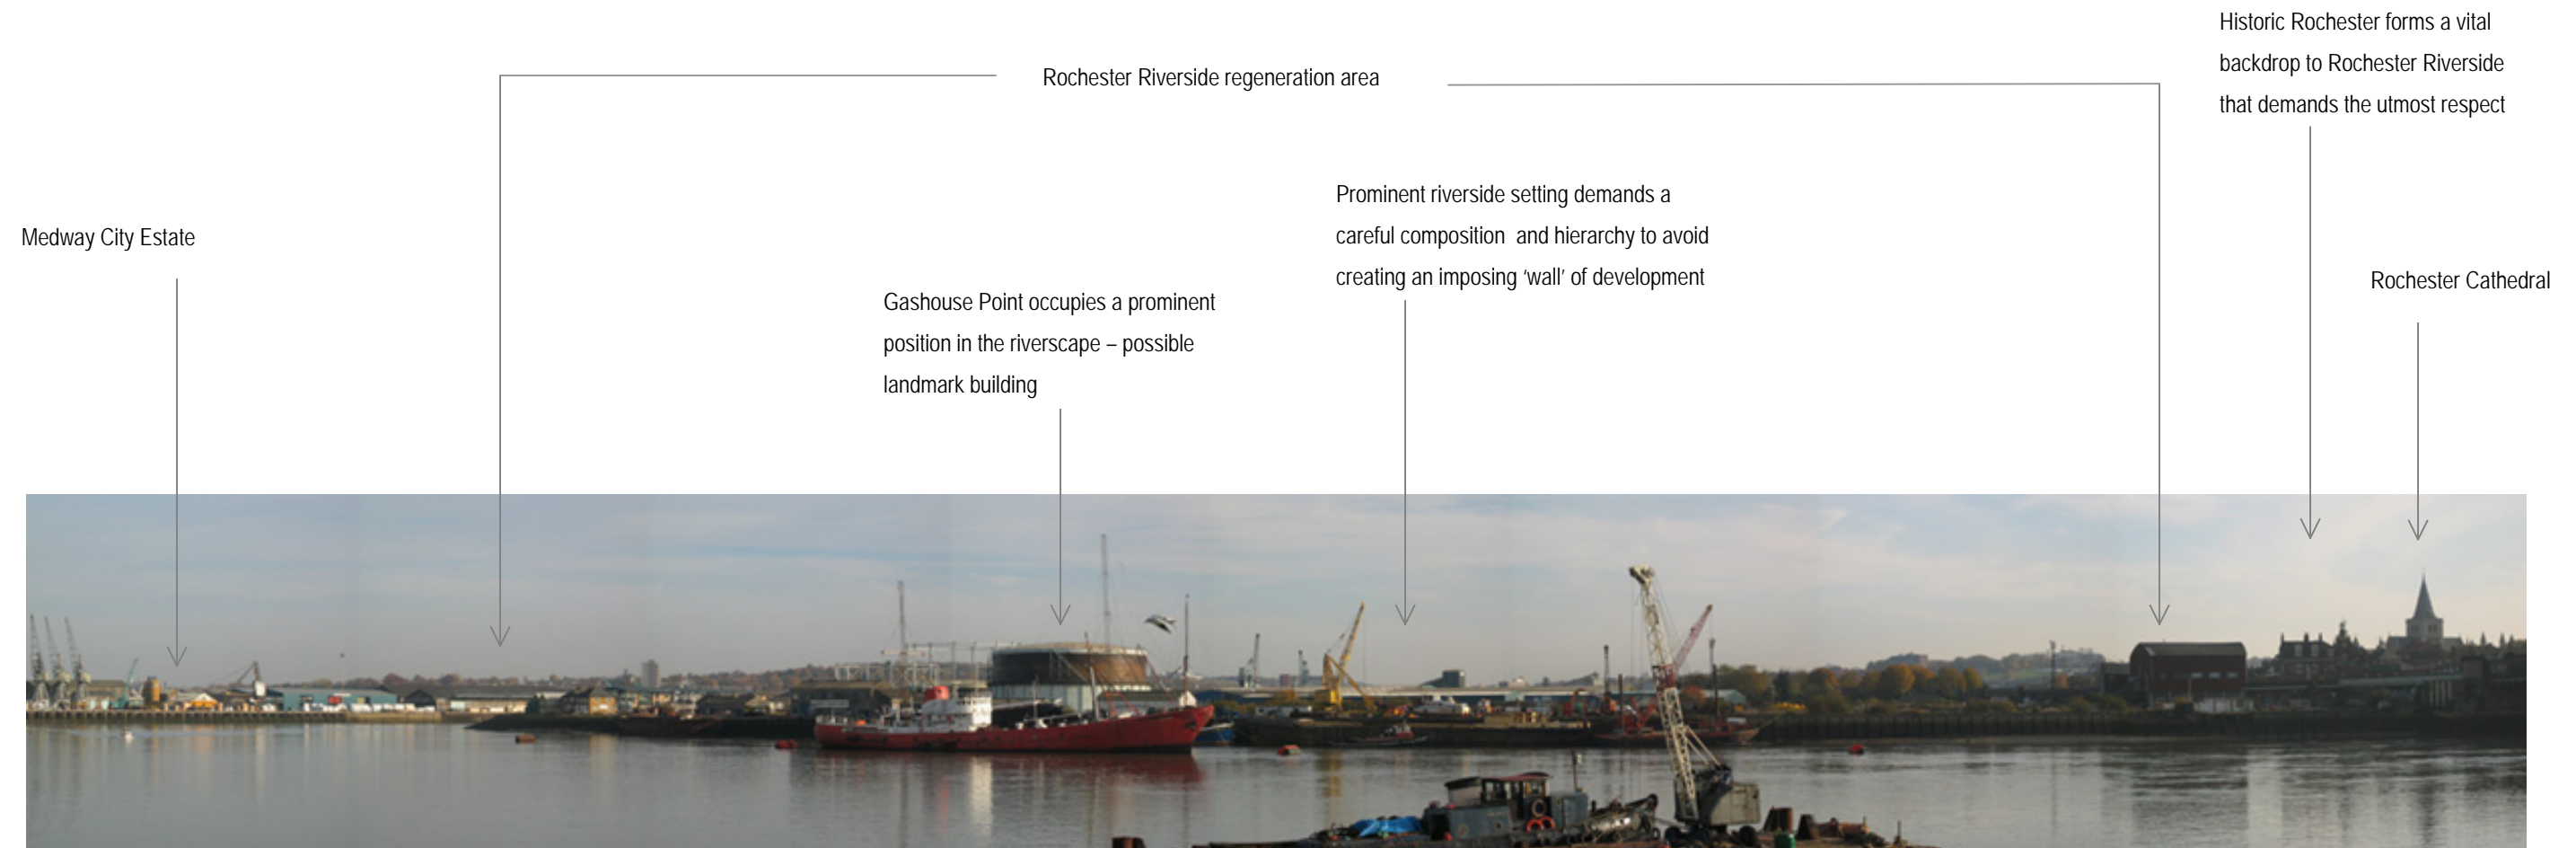 Historic Rochester forms a vital
backdrop to Rochester Riverside
that demands the utmost respect
Rochester Riverside regeneration area
Prominent riverside setting demands a
careful composition  and hierarchy to avoid
creating an imposing ‘wall’ of development
Medway City Estate
Rochester Cathedral
Gashouse Point occupies a prominent
position in the riverscape – possible
landmark building